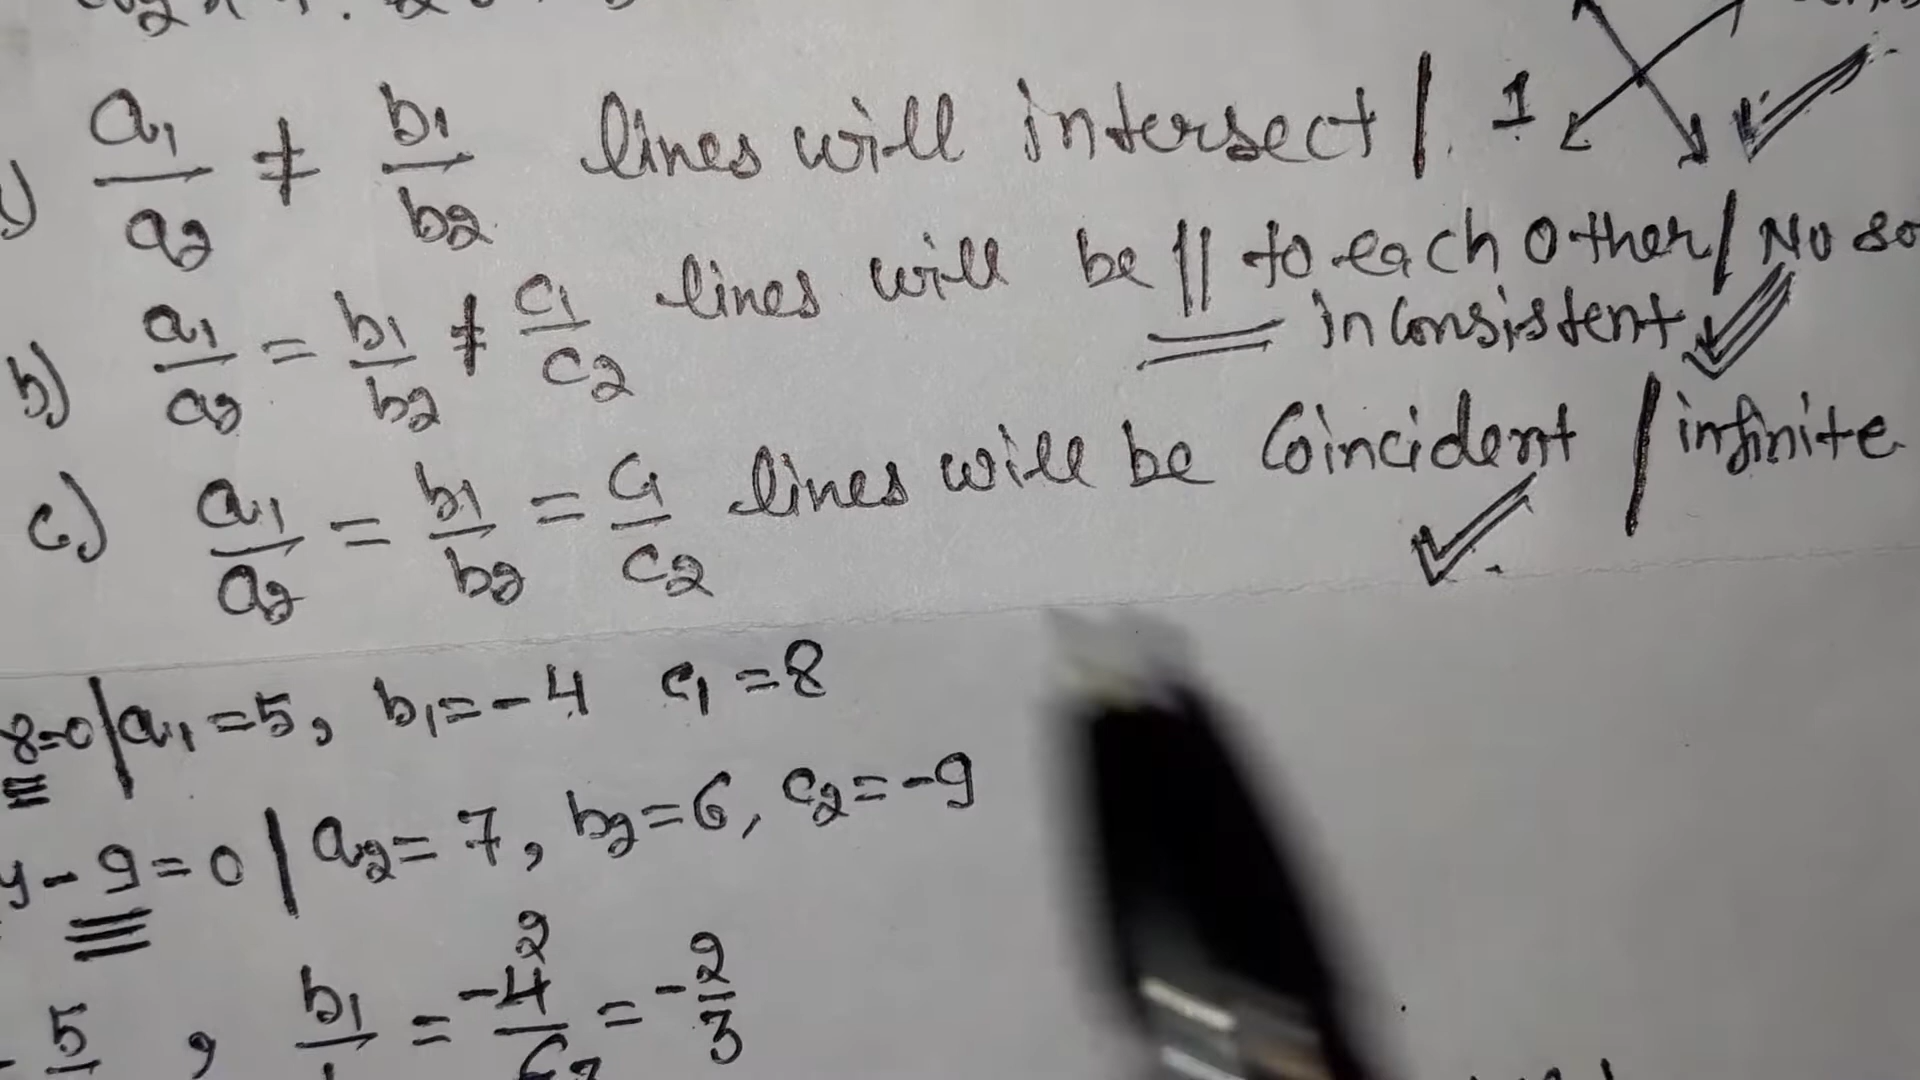 a1/a2 ≠ b1/b2 lines will intersect / 1
b) a1/a2 = b1/b2 ≠ c1/c2 lines will be || to each other / No so
inconsistent
c) a1/a2 = b1/b2 = c1/c2 lines will be Coincident / infinite
8=0 | a1=5, b1=-4 c1=8
y-9=0 | a2=7, b2=6, c2=-9
5 , b1 = -4 2 = -2/3